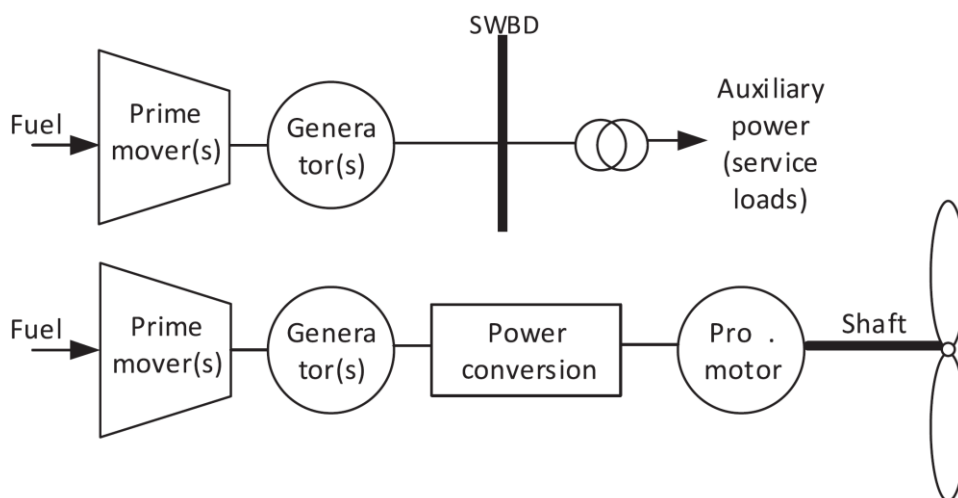 SWBD
Fuel
Prime
mover(s)
Genera
tor(s)
Auxiliary
power
(service
loads)
Fuel
Prime
mover(s)
Genera
tor(s)
Power
conversion
Pro .
motor
Shaft